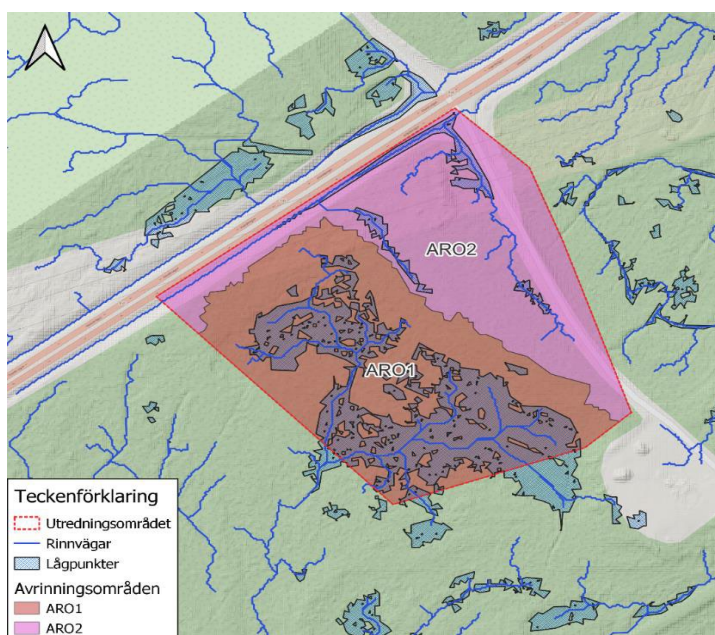 ARO2
ARO1
Teckenförklaring
Utredningsområdet
Rinnvägar
Lågpunkter
Avrinningsområden
ARO1
ARO2